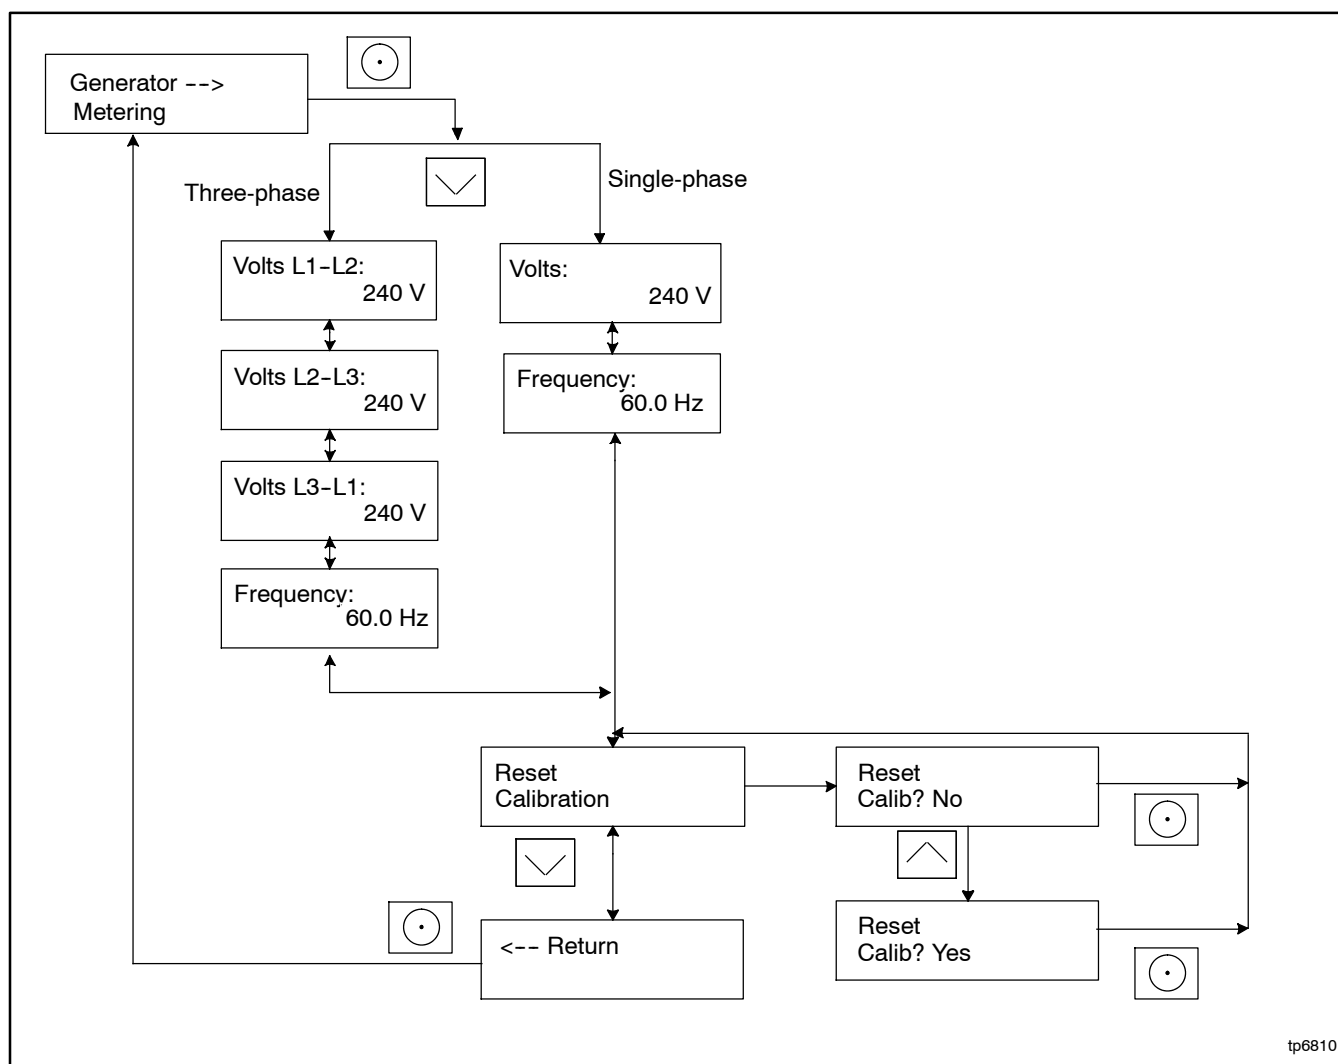 Generator -->
Metering
Three-phase
Single-phase
Volts L1-L2:
240 V
Volts:
240 V
Volts L2-L3:
240 V
Frequency:
60.0 Hz
Volts L3-L1:
240 V
Frequency:
60.0 Hz
Reset
Calibration
Reset
Calib? No
<-- Return
Reset
Calib? Yes
tp6810